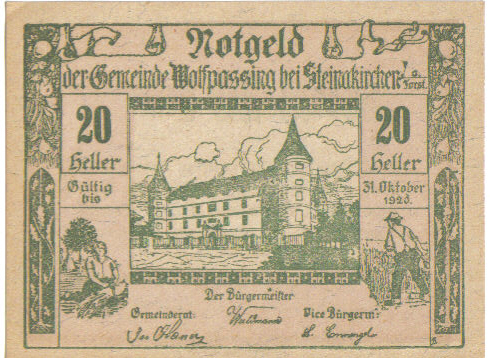 Notgeld
der Gemeinde Wolfpassing bei Steinakirchen a. Forst.
20
Heller
Gültig
bis
20
Heller
31. Oktober
1920.
Der Bürgermeister
Gemeinderat:
Vice Bürgerm: